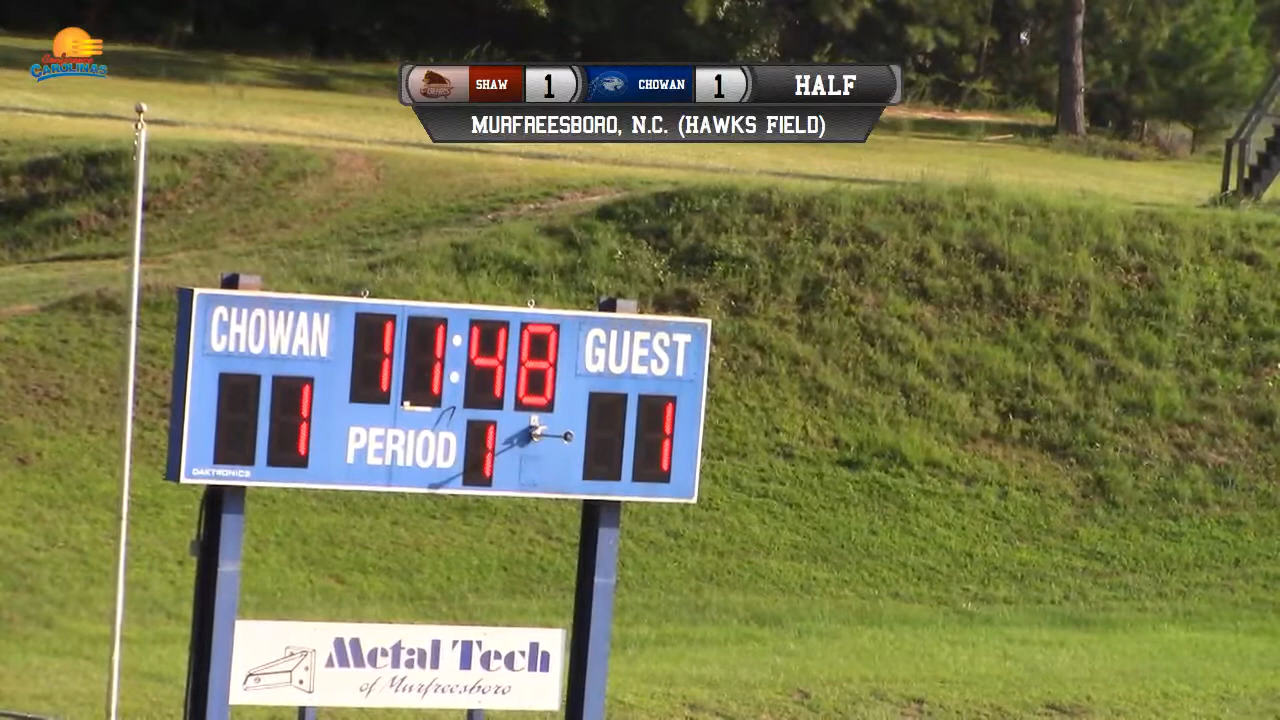 CAROLINAS
SHAW 1 CHOWAN 1 HALF
MURFREESBORO, N.C. (HAWKS FIELD)
CHOWAN 11:48 GUEST
1 PERIOD 1 1
DAKTRONICS
Metal Tech
of Murfreesboro